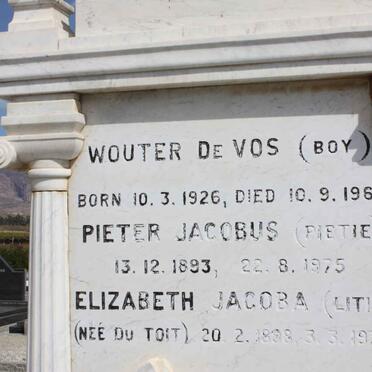 WOUTER DE VOS (BOY)
BORN 10. 3. 1926, DIED 10. 9. 196
PIETER JACOBUS (PIETIE
13. 12. 1893, 22. 8. 1975
ELIZABETH JACOBA (LITI
(NEÉ DU TOIT) 20. 2. 1898, 3. 3. 19